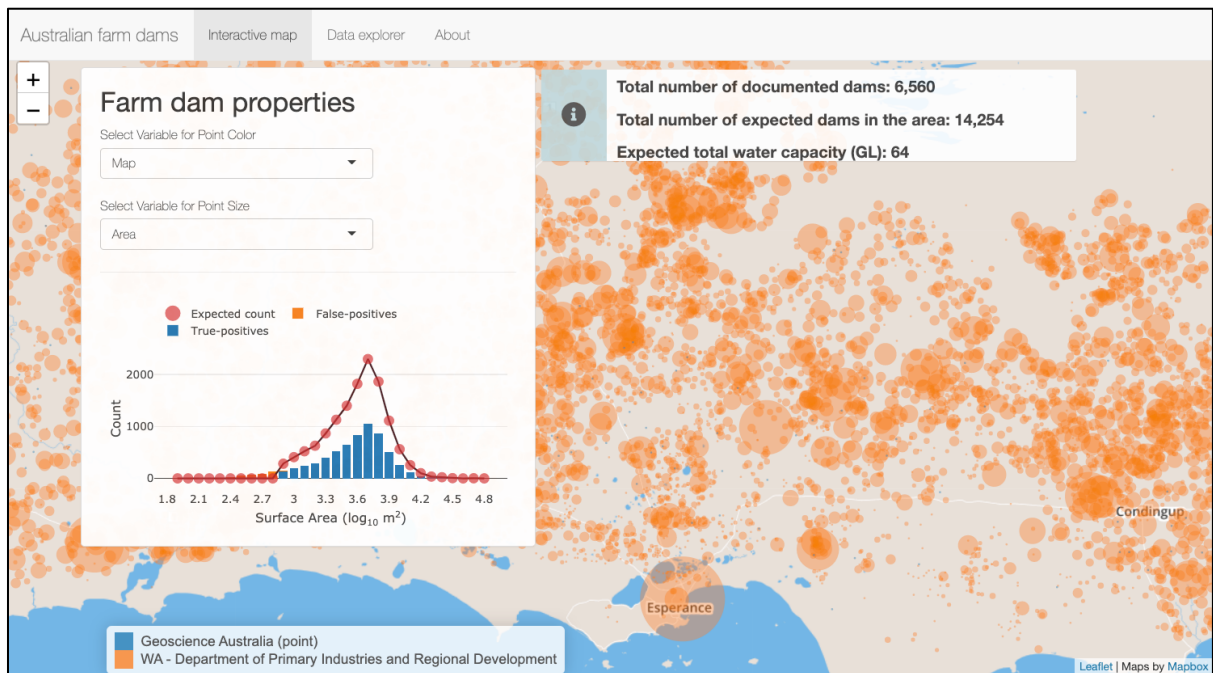 Australian farm dams
Interactive map
Data explorer
About
+
−
Farm dam properties
Select Variable for Point Color
Map
Select Variable for Point Size
Area
Expected count
False-positives
True-positives
2000
1000
0
Count
1.8 2.1 2.4 2.7 3 3.3 3.6 3.9 4.2 4.5 4.8
Surface Area (log₁₀ m²)
i
Total number of documented dams: 6,560
Total number of expected dams in the area: 14,254
Expected total water capacity (GL): 64
Condingup
Esperance
Geoscience Australia (point)
WA - Department of Primary Industries and Regional Development
Leaflet | Maps by Mapbox